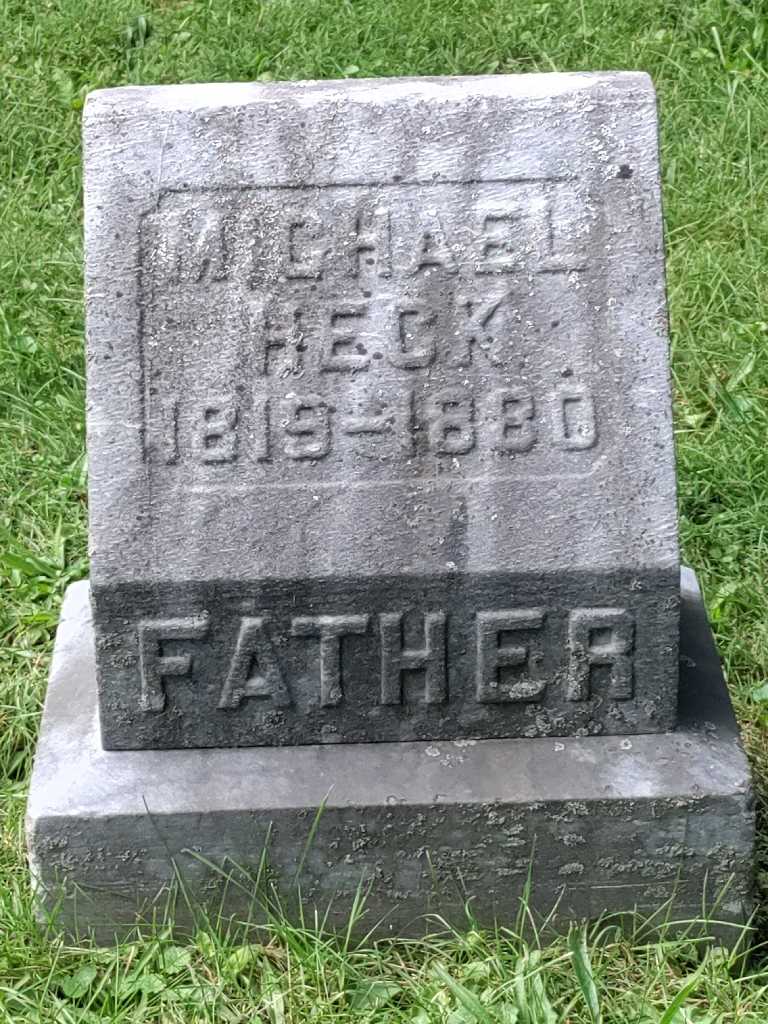 MICHAEL
HECK
1819-1880
FATHER